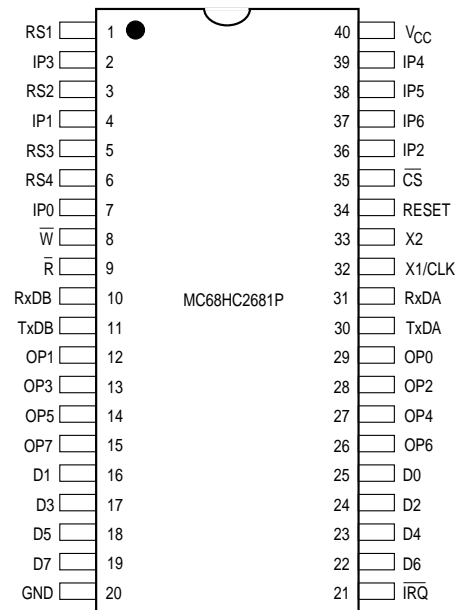 RS1 1 40 VCC
IP3 2 39 IP4
RS2 3 38 IP5
IP1 4 37 IP6
RS3 5 36 IP2
RS4 6 35 C̅S̅
IP0 7 34 RESET
W̅ 8 33 X2
R̅ 9 32 X1/CLK
RxDB 10 MC68HC2681P 31 RxDA
TxDB 11 30 TxDA
OP1 12 29 OP0
OP3 13 28 OP2
OP5 14 27 OP4
OP7 15 26 OP6
D1 16 25 D0
D3 17 24 D2
D5 18 23 D4
D7 19 22 D6
GND 20 21 I̅R̅Q̅